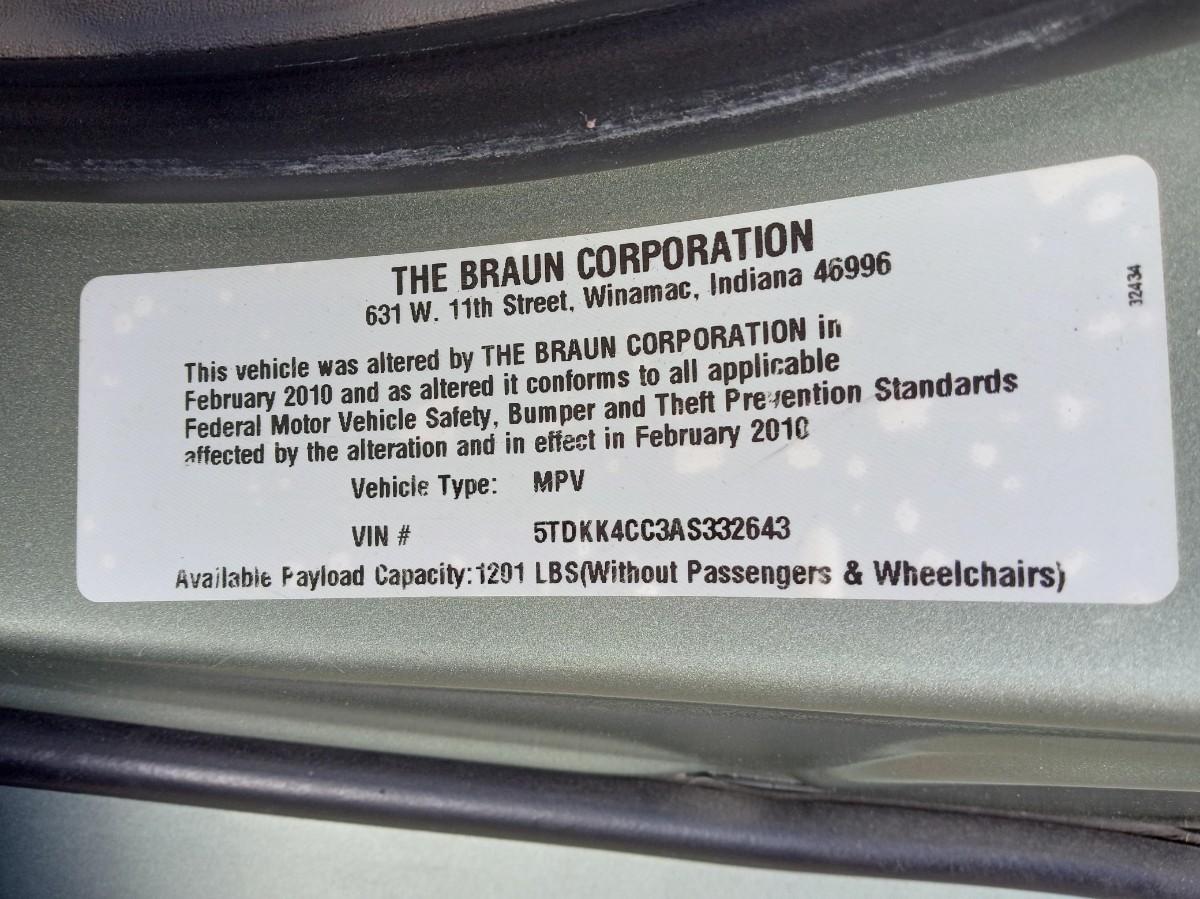 THE BRAUN CORPORATION
631 W. 11th Street, Winamac, Indiana 46996
32434
This vehicle was altered by THE BRAUN CORPORATION in
February 2010 and as altered it conforms to all applicable
Federal Motor Vehicle Safety, Bumper and Theft Prevention Standards
affected by the alteration and in effect in February 2010
Vehicle Type: MPV
VIN # 5TDKK4CC3AS332643
Available Payload Capacity:1201 LBS(Without Passengers & Wheelchairs)